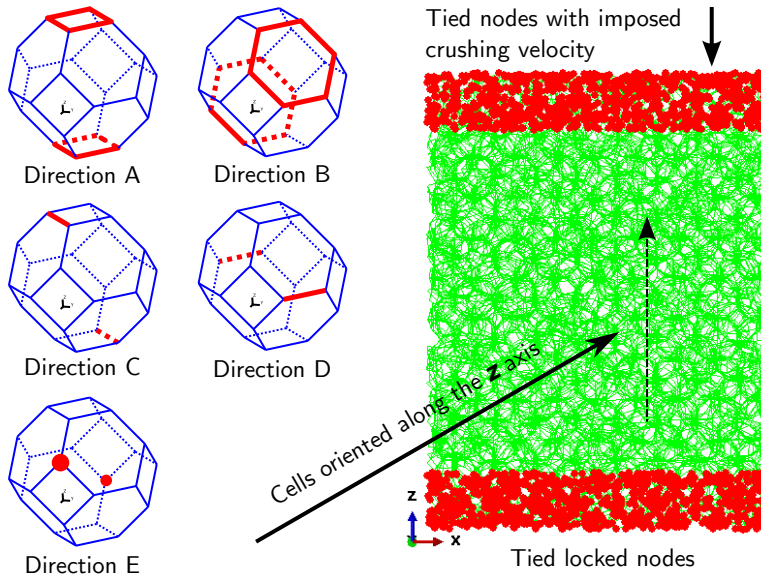 Tied nodes with imposed
crushing velocity
Direction A
Direction B
Direction C
Direction D
Cells oriented along the z axis
Direction E
z
x
Tied locked nodes